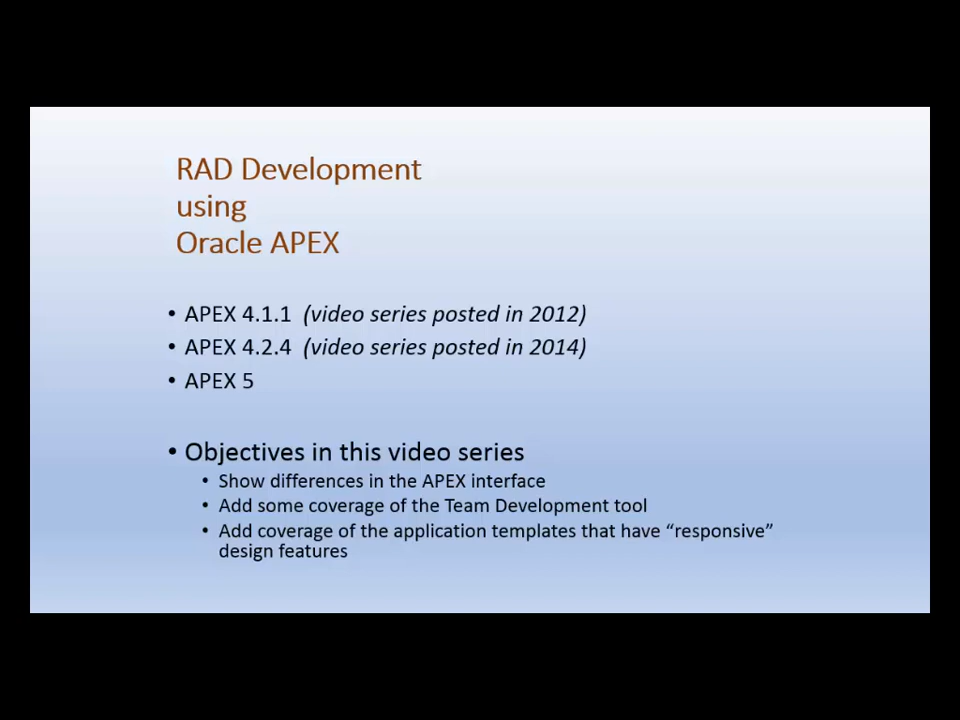 RAD Development
using
Oracle APEX
• APEX 4.1.1 (video series posted in 2012)
• APEX 4.2.4 (video series posted in 2014)
• APEX 5
• Objectives in this video series
• Show differences in the APEX interface
• Add some coverage of the Team Development tool
• Add coverage of the application templates that have “responsive”
design features